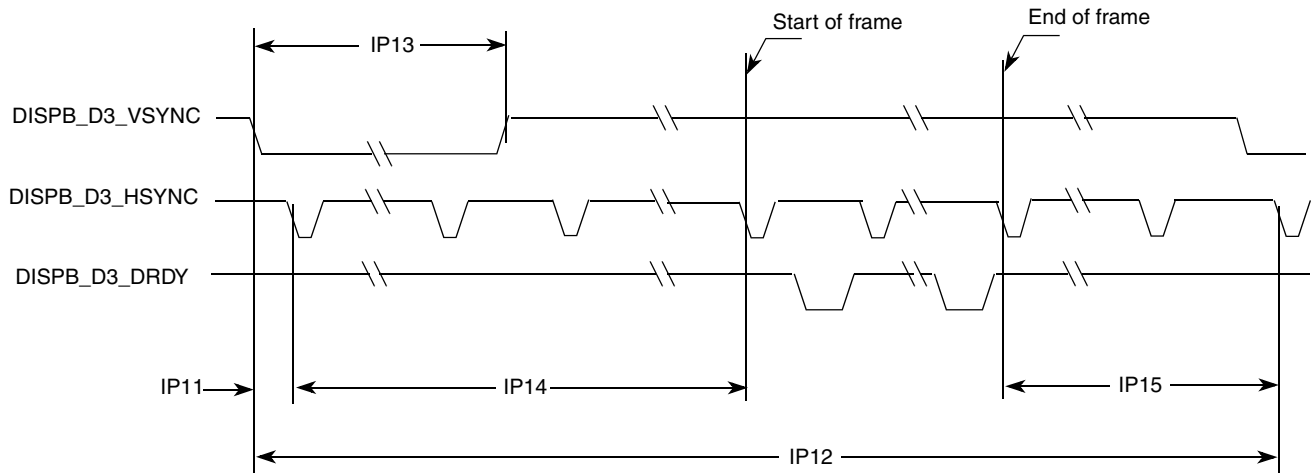 Start of frame
End of frame
IP13
DISPB_D3_VSYNC
DISPB_D3_HSYNC
DISPB_D3_DRDY
IP11
IP14
IP15
IP12